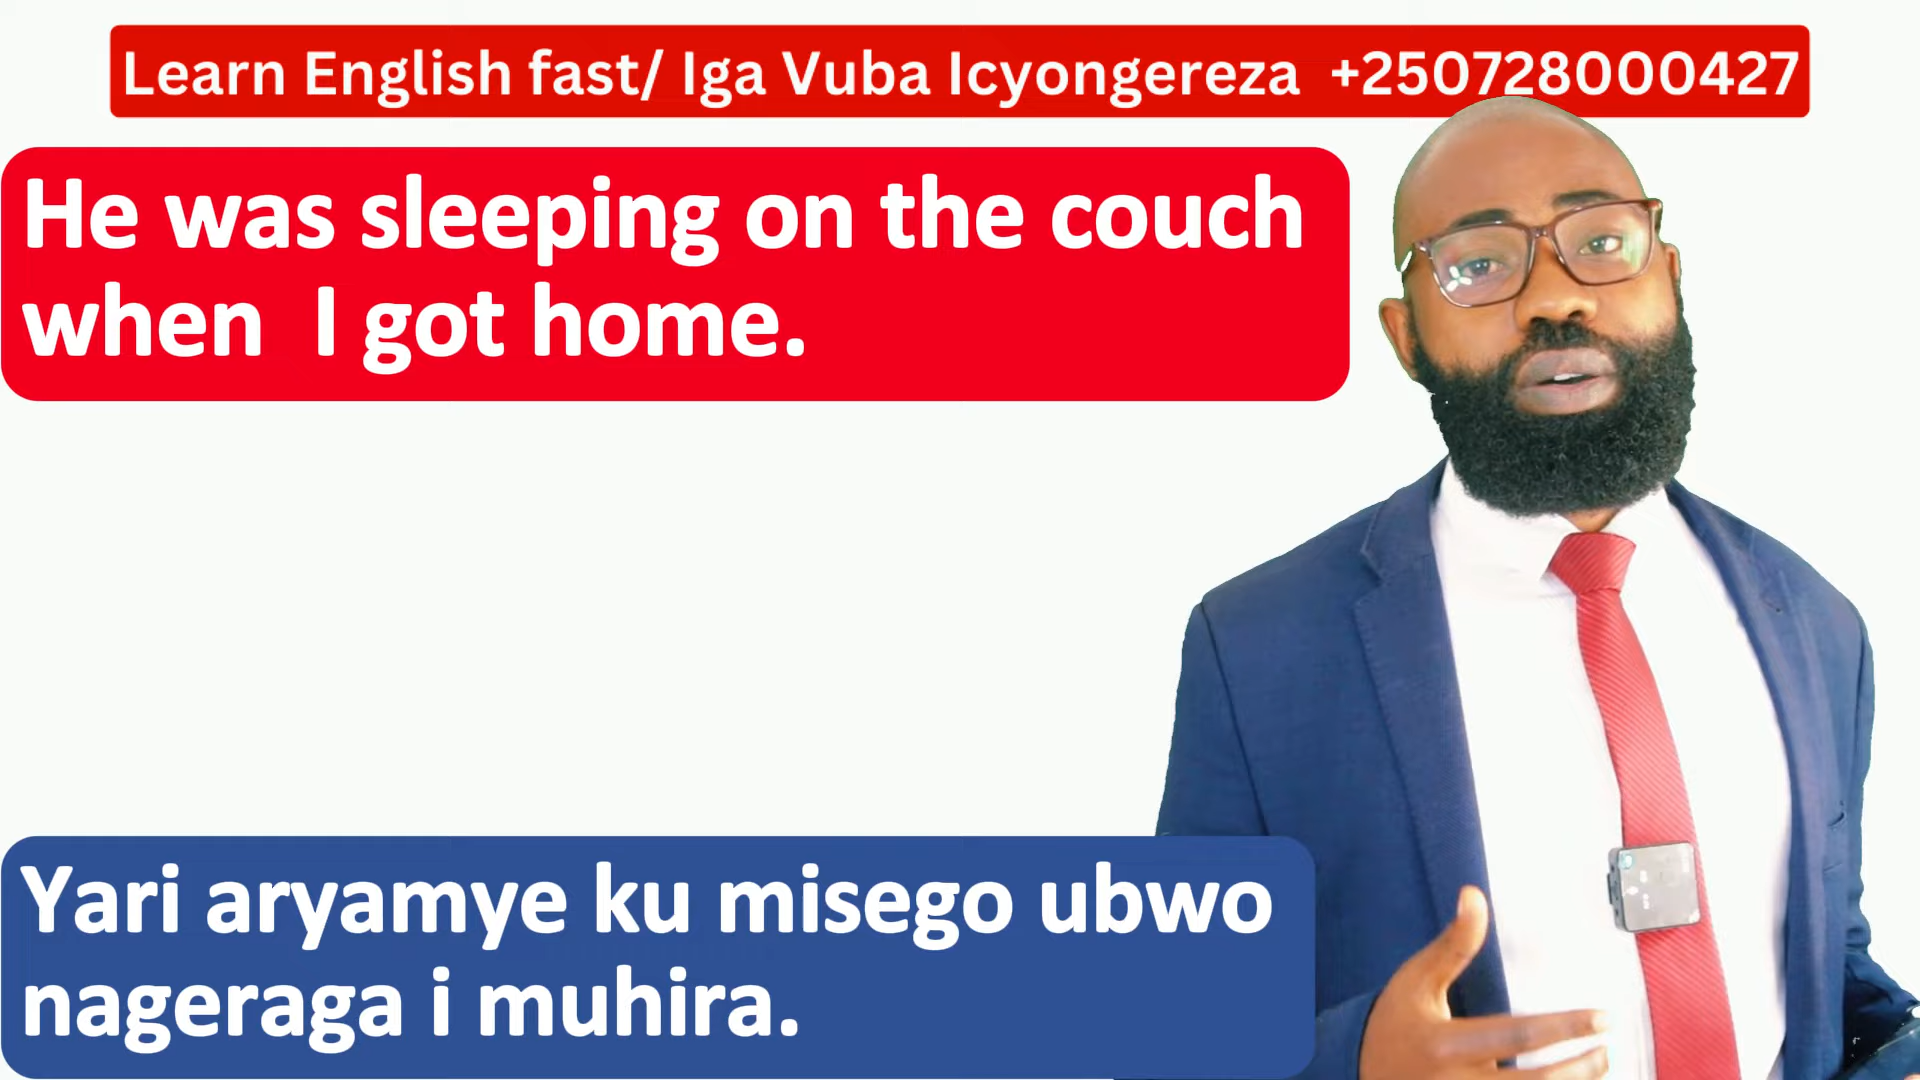 Learn English fast/ Iga Vuba Icyongereza +250728000427
He was sleeping on the couch
when I got home.
Yari aryamye ku misego ubwo
nageraga i muhira.